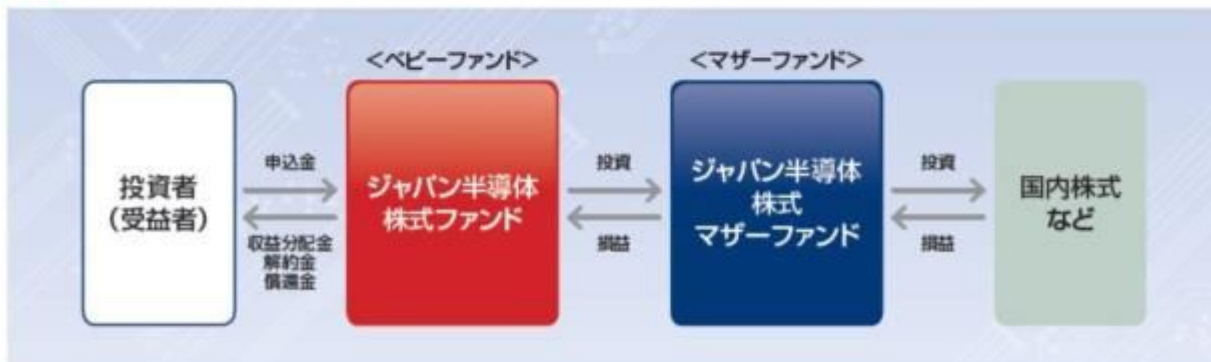 <ベビーファンド>
<マザーファンド>
投資者
(受益者)
申込金
収益分配金
解約金
償還金
ジャパン半導体
株式ファンド
投資
損益
ジャパン半導体
株式
マザーファンド
投資
損益
国内株式
など